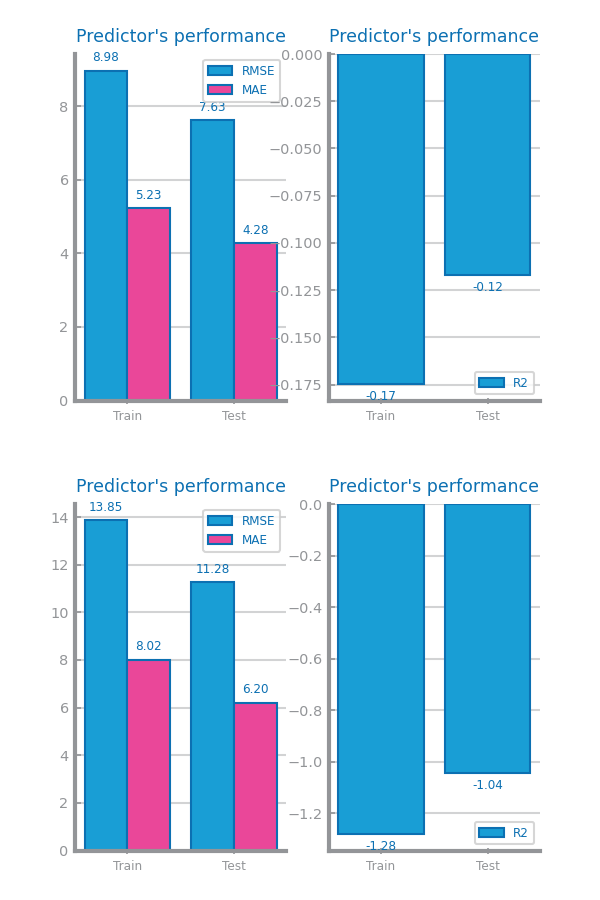 Predictor's performance
8.98
RMSE
MAE
7.63
5.23
4.28
8
6
4
2
0
Train
Test
Predictor's performance
0.000
−0.025
−0.050
−0.075
−0.100
−0.125
−0.150
−0.175
-0.12
-0.17
R2
Train
Test
Predictor's performance
13.85
RMSE
MAE
11.28
8.02
6.20
14
12
10
8
6
4
2
0
Train
Test
Predictor's performance
0.0
−0.2
−0.4
−0.6
−0.8
−1.0
−1.2
-1.04
-1.28
R2
Train
Test